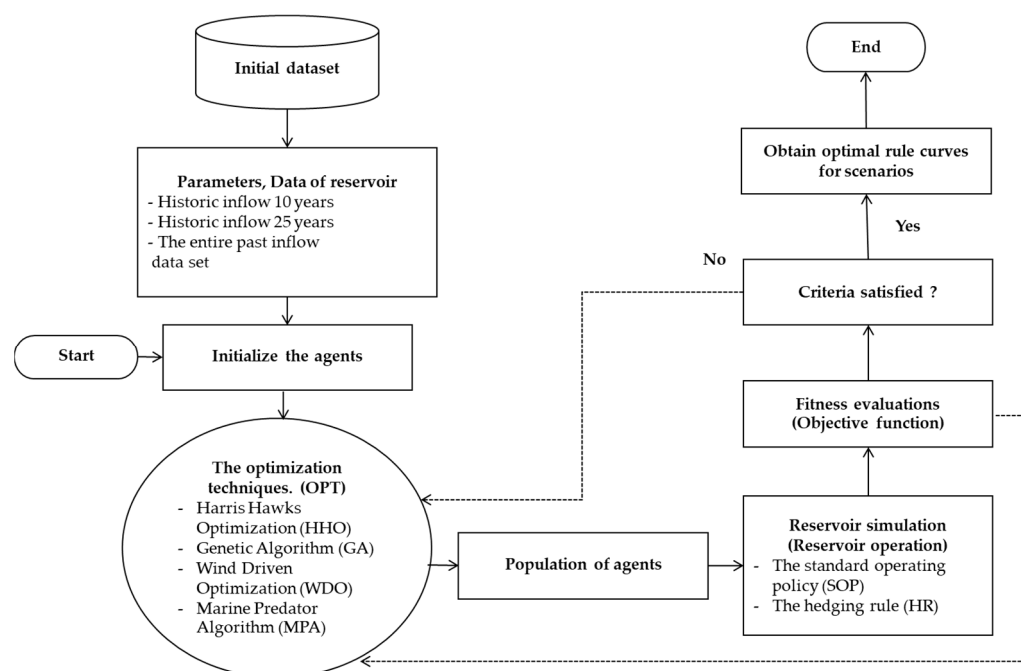 Initial dataset
Parameters, Data of reservoir
- Historic inflow 10 years
- Historic inflow 25 years
- The entire past inflow
data set
Start
Initialize the agents
The optimization
techniques. (OPT)
- Harris Hawks
Optimization (HHO)
- Genetic Algorithm (GA)
- Wind Driven
Optimization (WDO)
- Marine Predator
Algorithm (MPA)
Population of agents
Reservoir simulation
(Reservoir operation)
- The standard operating
policy (SOP)
- The hedging rule (HR)
Fitness evaluations
(Objective function)
Criteria satisfied ?
No
Yes
Obtain optimal rule curves
for scenarios
End